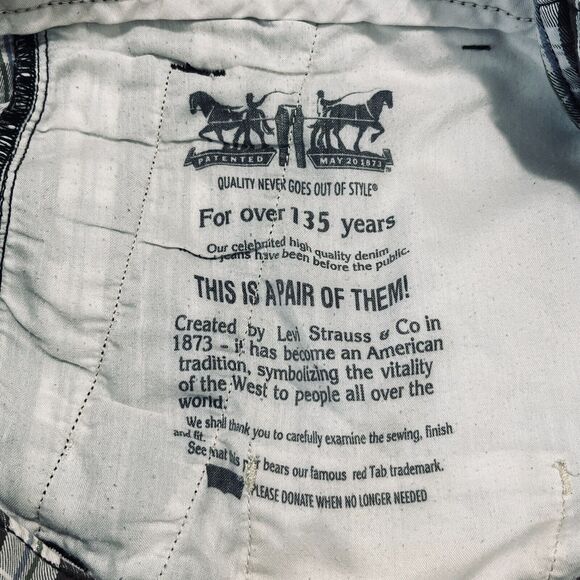 PATENTED MAY 20 1873
QUALITY NEVER GOES OUT OF STYLE®
For over 135 years
Our celebrated high quality denim
jeans have been before the public.
THIS IS A PAIR OF THEM!
Created by Levi Strauss & Co in
1873 - it has become an American
tradition, symbolizing the vitality
of the West to people all over the
world.
We shall thank you to carefully examine the sewing, finish
and fit.
See that his pair bears our famous red Tab trademark.
PLEASE DONATE WHEN NO LONGER NEEDED